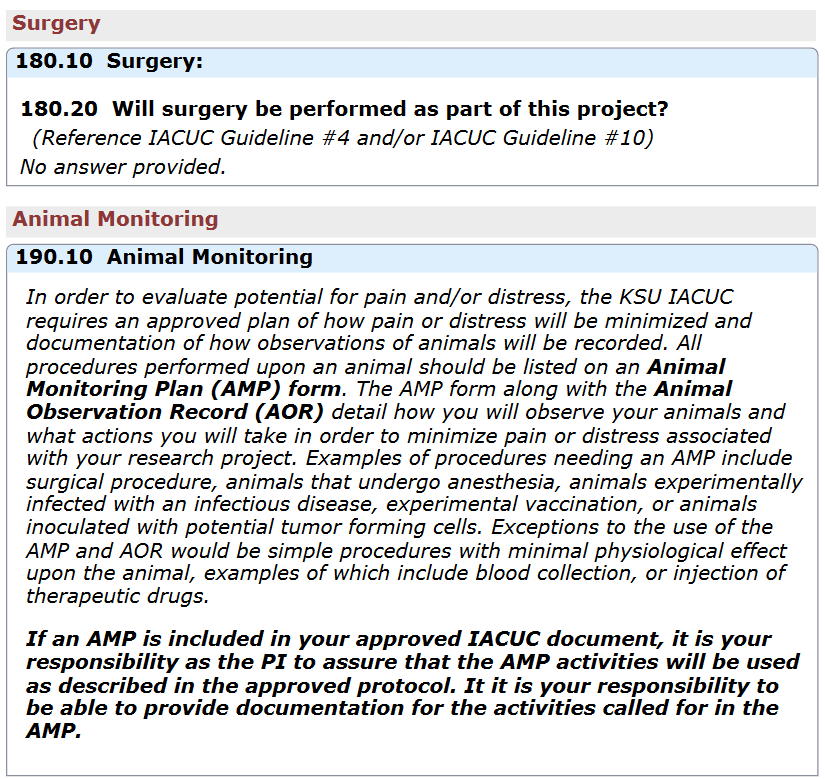 Surgery
180.10 Surgery:
180.20 Will surgery be performed as part of this project?
(Reference IACUC Guideline #4 and/or IACUC Guideline #10)
No answer provided.
Animal Monitoring
190.10 Animal Monitoring
In order to evaluate potential for pain and/or distress, the KSU IACUC
requires an approved plan of how pain or distress will be minimized and
documentation of how observations of animals will be recorded. All
procedures performed upon an animal should be listed on an Animal
Monitoring Plan (AMP) form. The AMP form along with the Animal
Observation Record (AOR) detail how you will observe your animals and
what actions you will take in order to minimize pain or distress associated
with your research project. Examples of procedures needing an AMP include
surgical procedure, animals that undergo anesthesia, animals experimentally
infected with an infectious disease, experimental vaccination, or animals
inoculated with potential tumor forming cells. Exceptions to the use of the
AMP and AOR would be simple procedures with minimal physiological effect
upon the animal, examples of which include blood collection, or injection of
therapeutic drugs.
If an AMP is included in your approved IACUC document, it is your
responsibility as the PI to assure that the AMP activities will be used
as described in the approved protocol. It it is your responsibility to
be able to provide documentation for the activities called for in the
AMP.